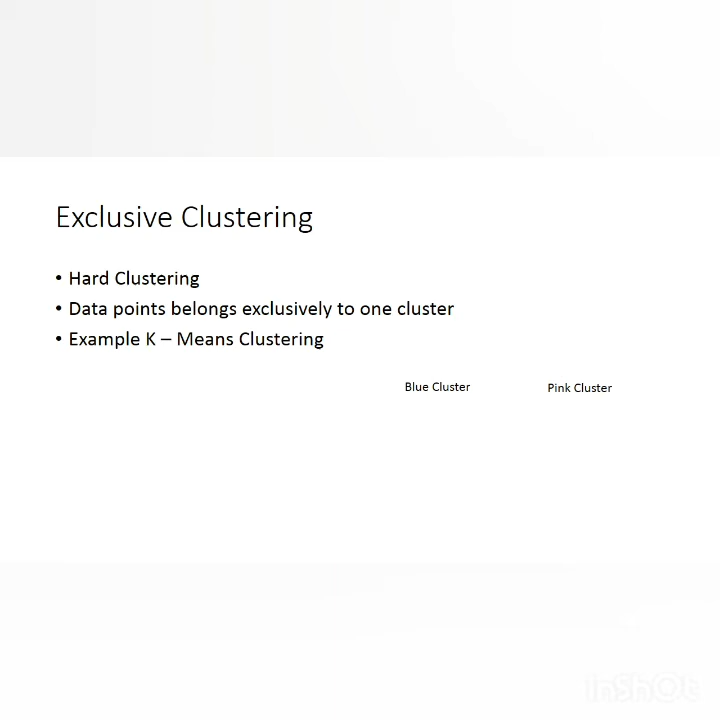 Exclusive Clustering
• Hard Clustering
• Data points belongs exclusively to one cluster
• Example K – Means Clustering
Blue Cluster
Pink Cluster
InShOt